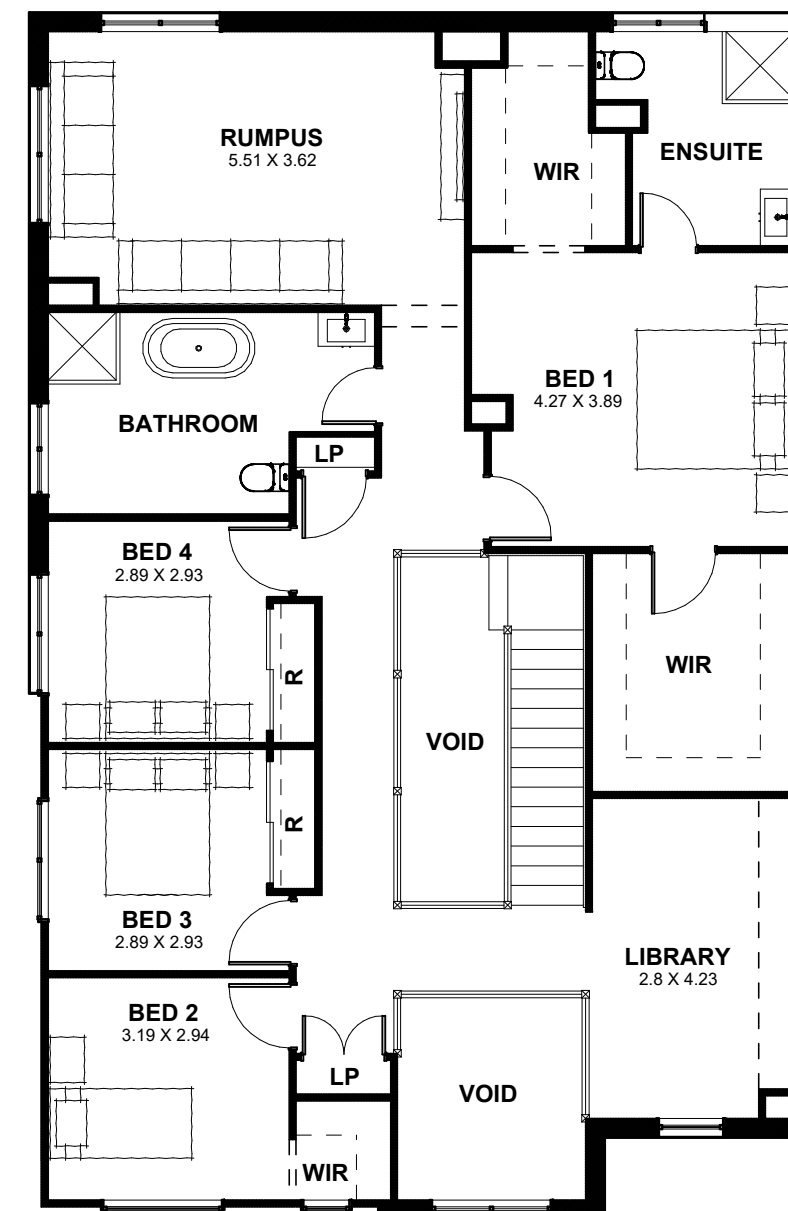 RUMPUS
5.51 X 3.62
WIR
ENSUITE
BED 1
4.27 X 3.89
BATHROOM
LP
BED 4
2.89 X 2.93
R
WIR
VOID
R
BED 3
2.89 X 2.93
LIBRARY
2.8 X 4.23
BED 2
3.19 X 2.94
LP
VOID
WIR